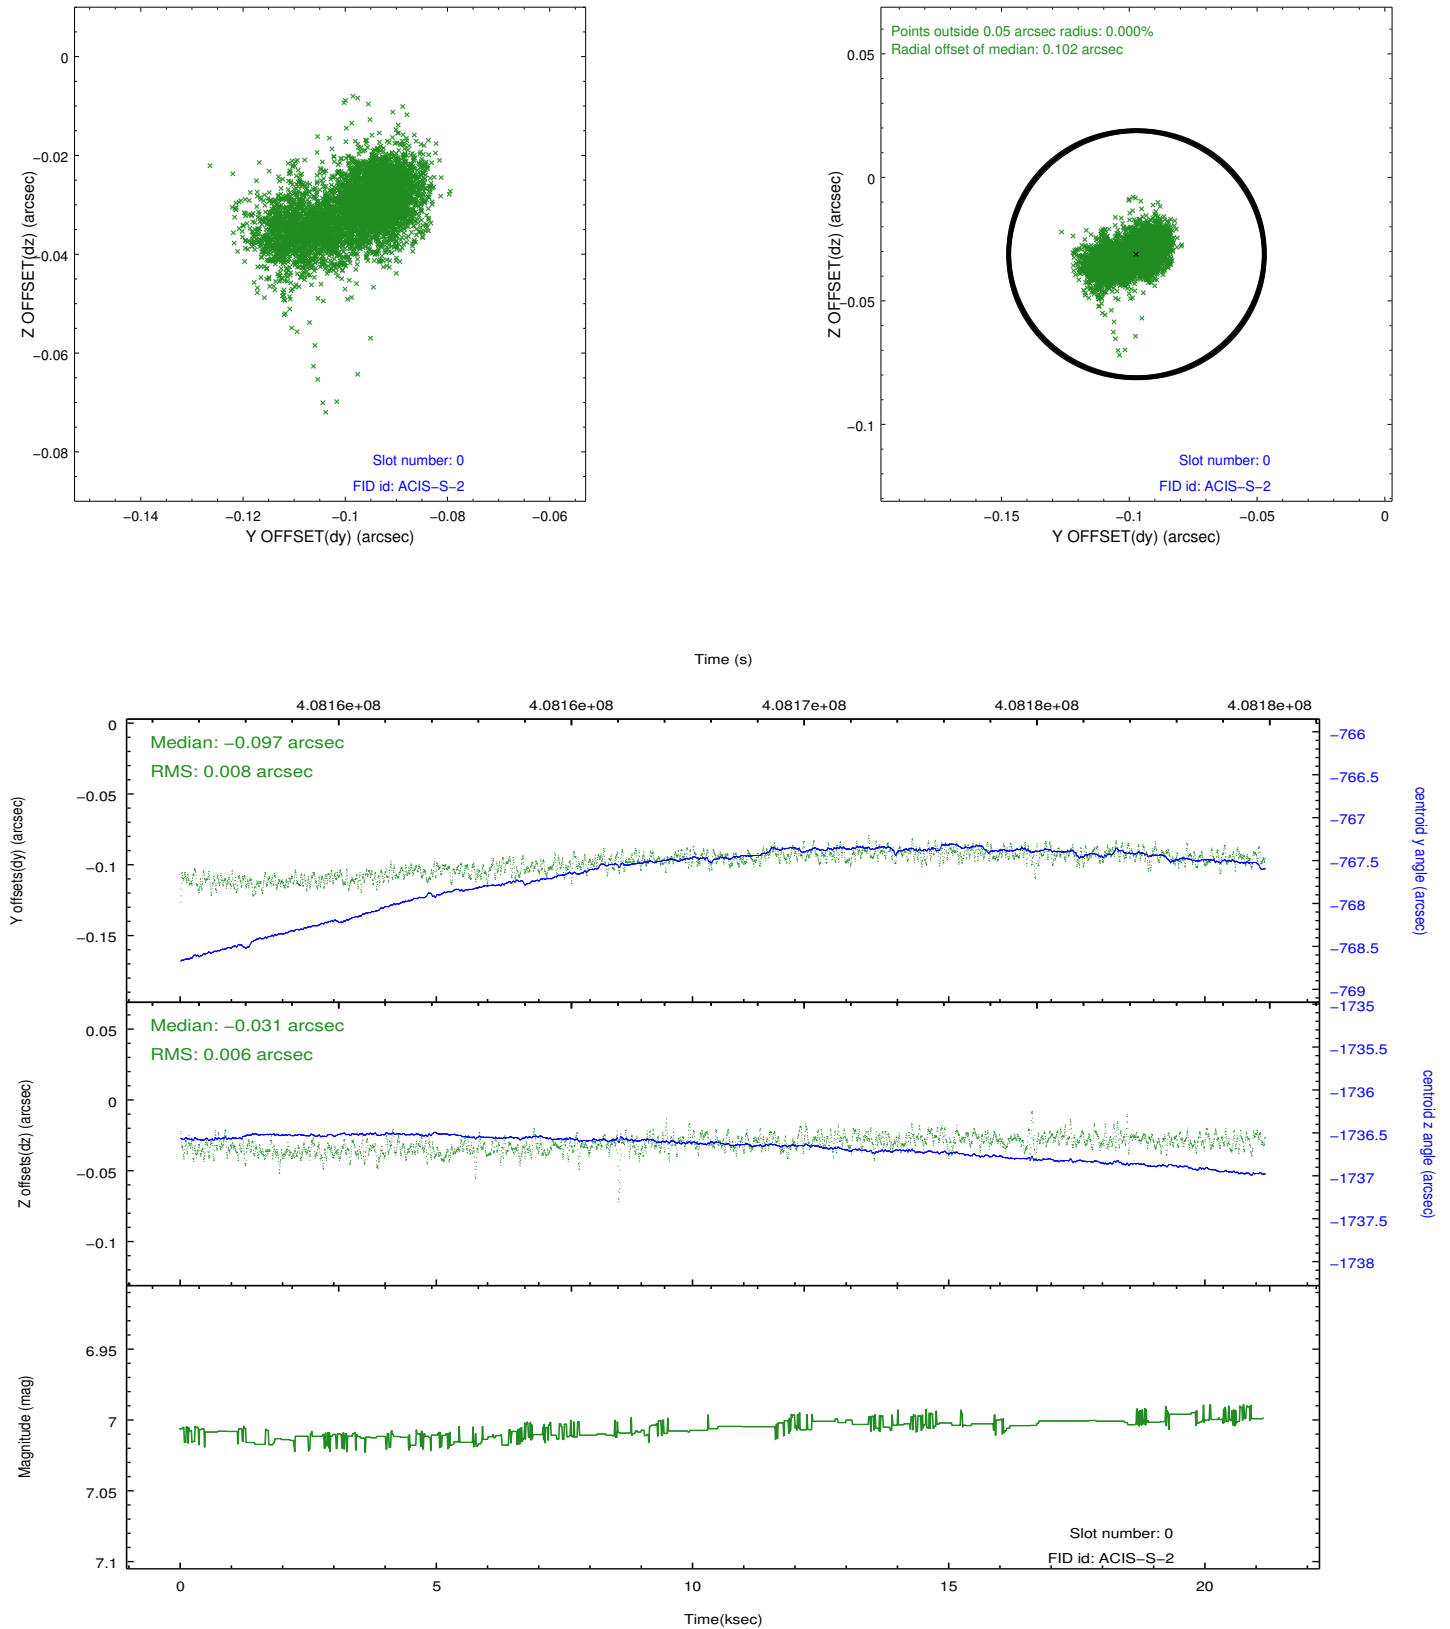 0
−0.02
−0.04
−0.06
−0.08
Z OFFSET(dz) (arcsec)
Slot number: 0
FID id: ACIS−S−2
−0.14
−0.12
−0.1
−0.08
−0.06
Y OFFSET(dy) (arcsec)
Points outside 0.05 arcsec radius: 0.000%
Radial offset of median: 0.102 arcsec
0.05
0
−0.05
−0.1
Z OFFSET(dz) (arcsec)
Slot number: 0
FID id: ACIS−S−2
−0.15
−0.1
−0.05
0
Y OFFSET(dy) (arcsec)
Time (s)
4.0816e+08
4.0816e+08
4.0817e+08
4.0818e+08
4.0818e+08
Median: −0.097 arcsec
RMS: 0.008 arcsec
0
−0.05
−0.1
−0.15
Y offsets(dy) (arcsec)
−766
−766.5
−767
−767.5
−768
−768.5
−769
centroid y angle (arcsec)
Median: −0.031 arcsec
RMS: 0.006 arcsec
0.05
0
−0.05
−0.1
Z offsets(dz) (arcsec)
−1735
−1735.5
−1736
−1736.5
−1737
−1737.5
−1738
centroid z angle (arcsec)
6.95
7
7.05
7.1
Magnitude (mag)
Slot number: 0
FID id: ACIS−S−2
0
5
10
15
20
Time(ksec)